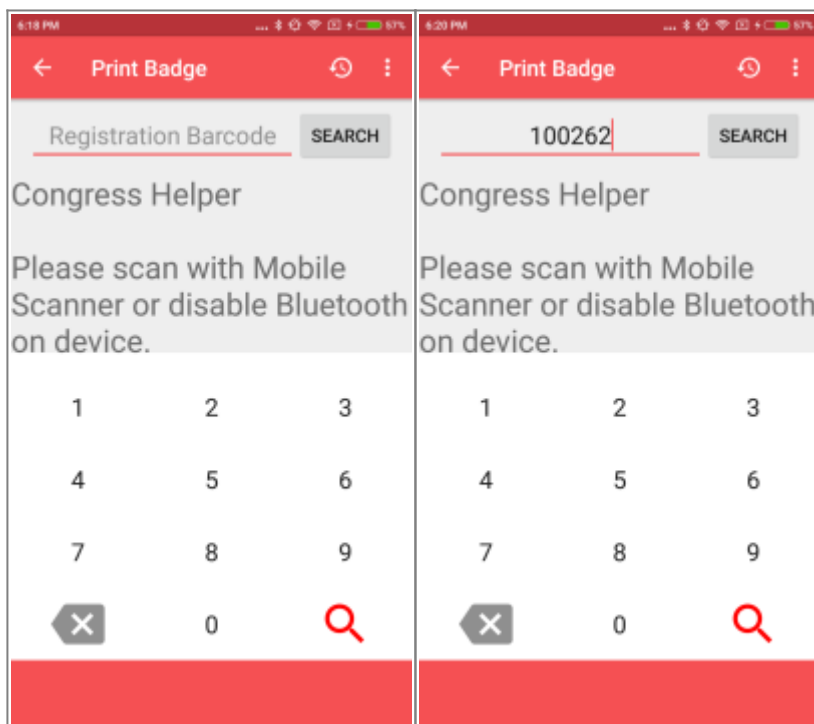 6:18 PM ... 57%
Print Badge
Registration Barcode SEARCH
Congress Helper
Please scan with Mobile
Scanner or disable Bluetooth
on device.
1 2 3
4 5 6
7 8 9
0
6:20 PM ... 57%
Print Badge
100262 SEARCH
Congress Helper
Please scan with Mobile
Scanner or disable Bluetooth
on device.
1 2 3
4 5 6
7 8 9
0